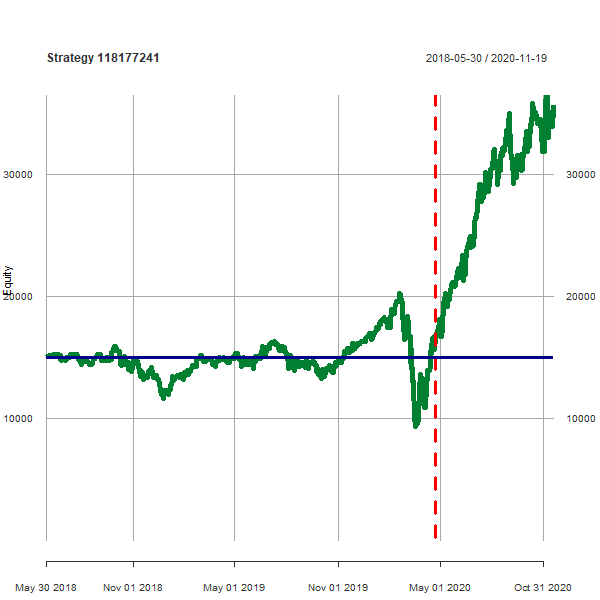 Strategy 118177241
2018-05-30 / 2020-11-19
30000
30000
Equity
20000
20000
10000
10000
May 30 2018
Nov 01 2018
May 01 2019
Nov 01 2019
May 01 2020
Oct 31 2020